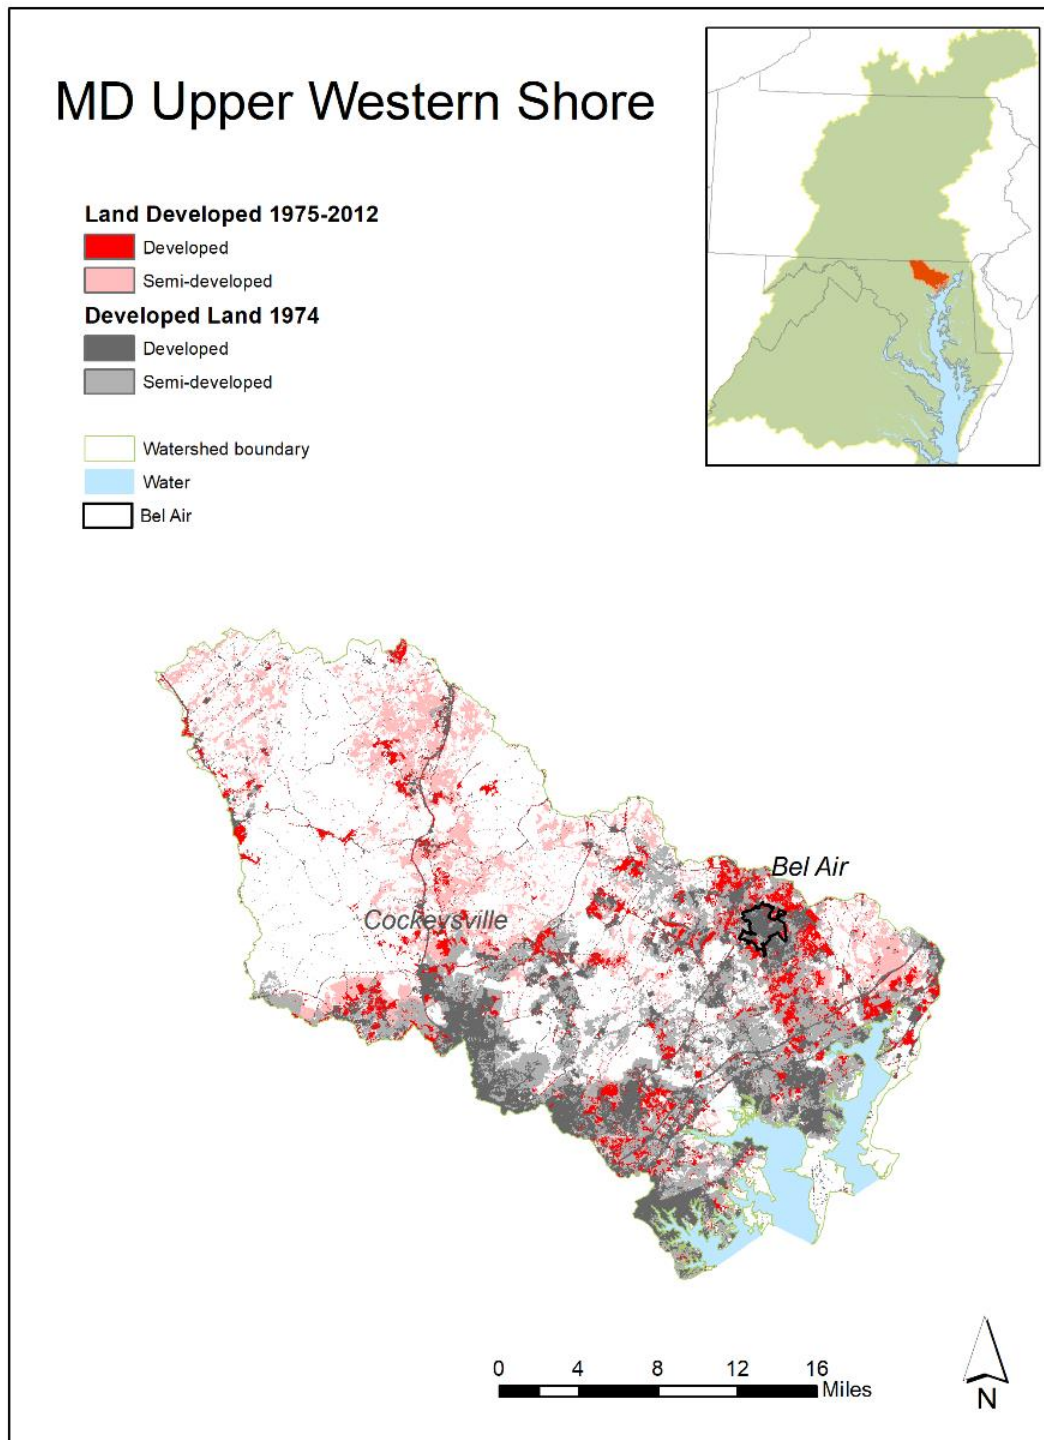 MD Upper Western Shore
Land Developed 1975-2012
Developed
Semi-developed
Developed Land 1974
Developed
Semi-developed
Watershed boundary
Water
Bel Air
Bel Air
Cockeysville
0 4 8 12 16
Miles
N